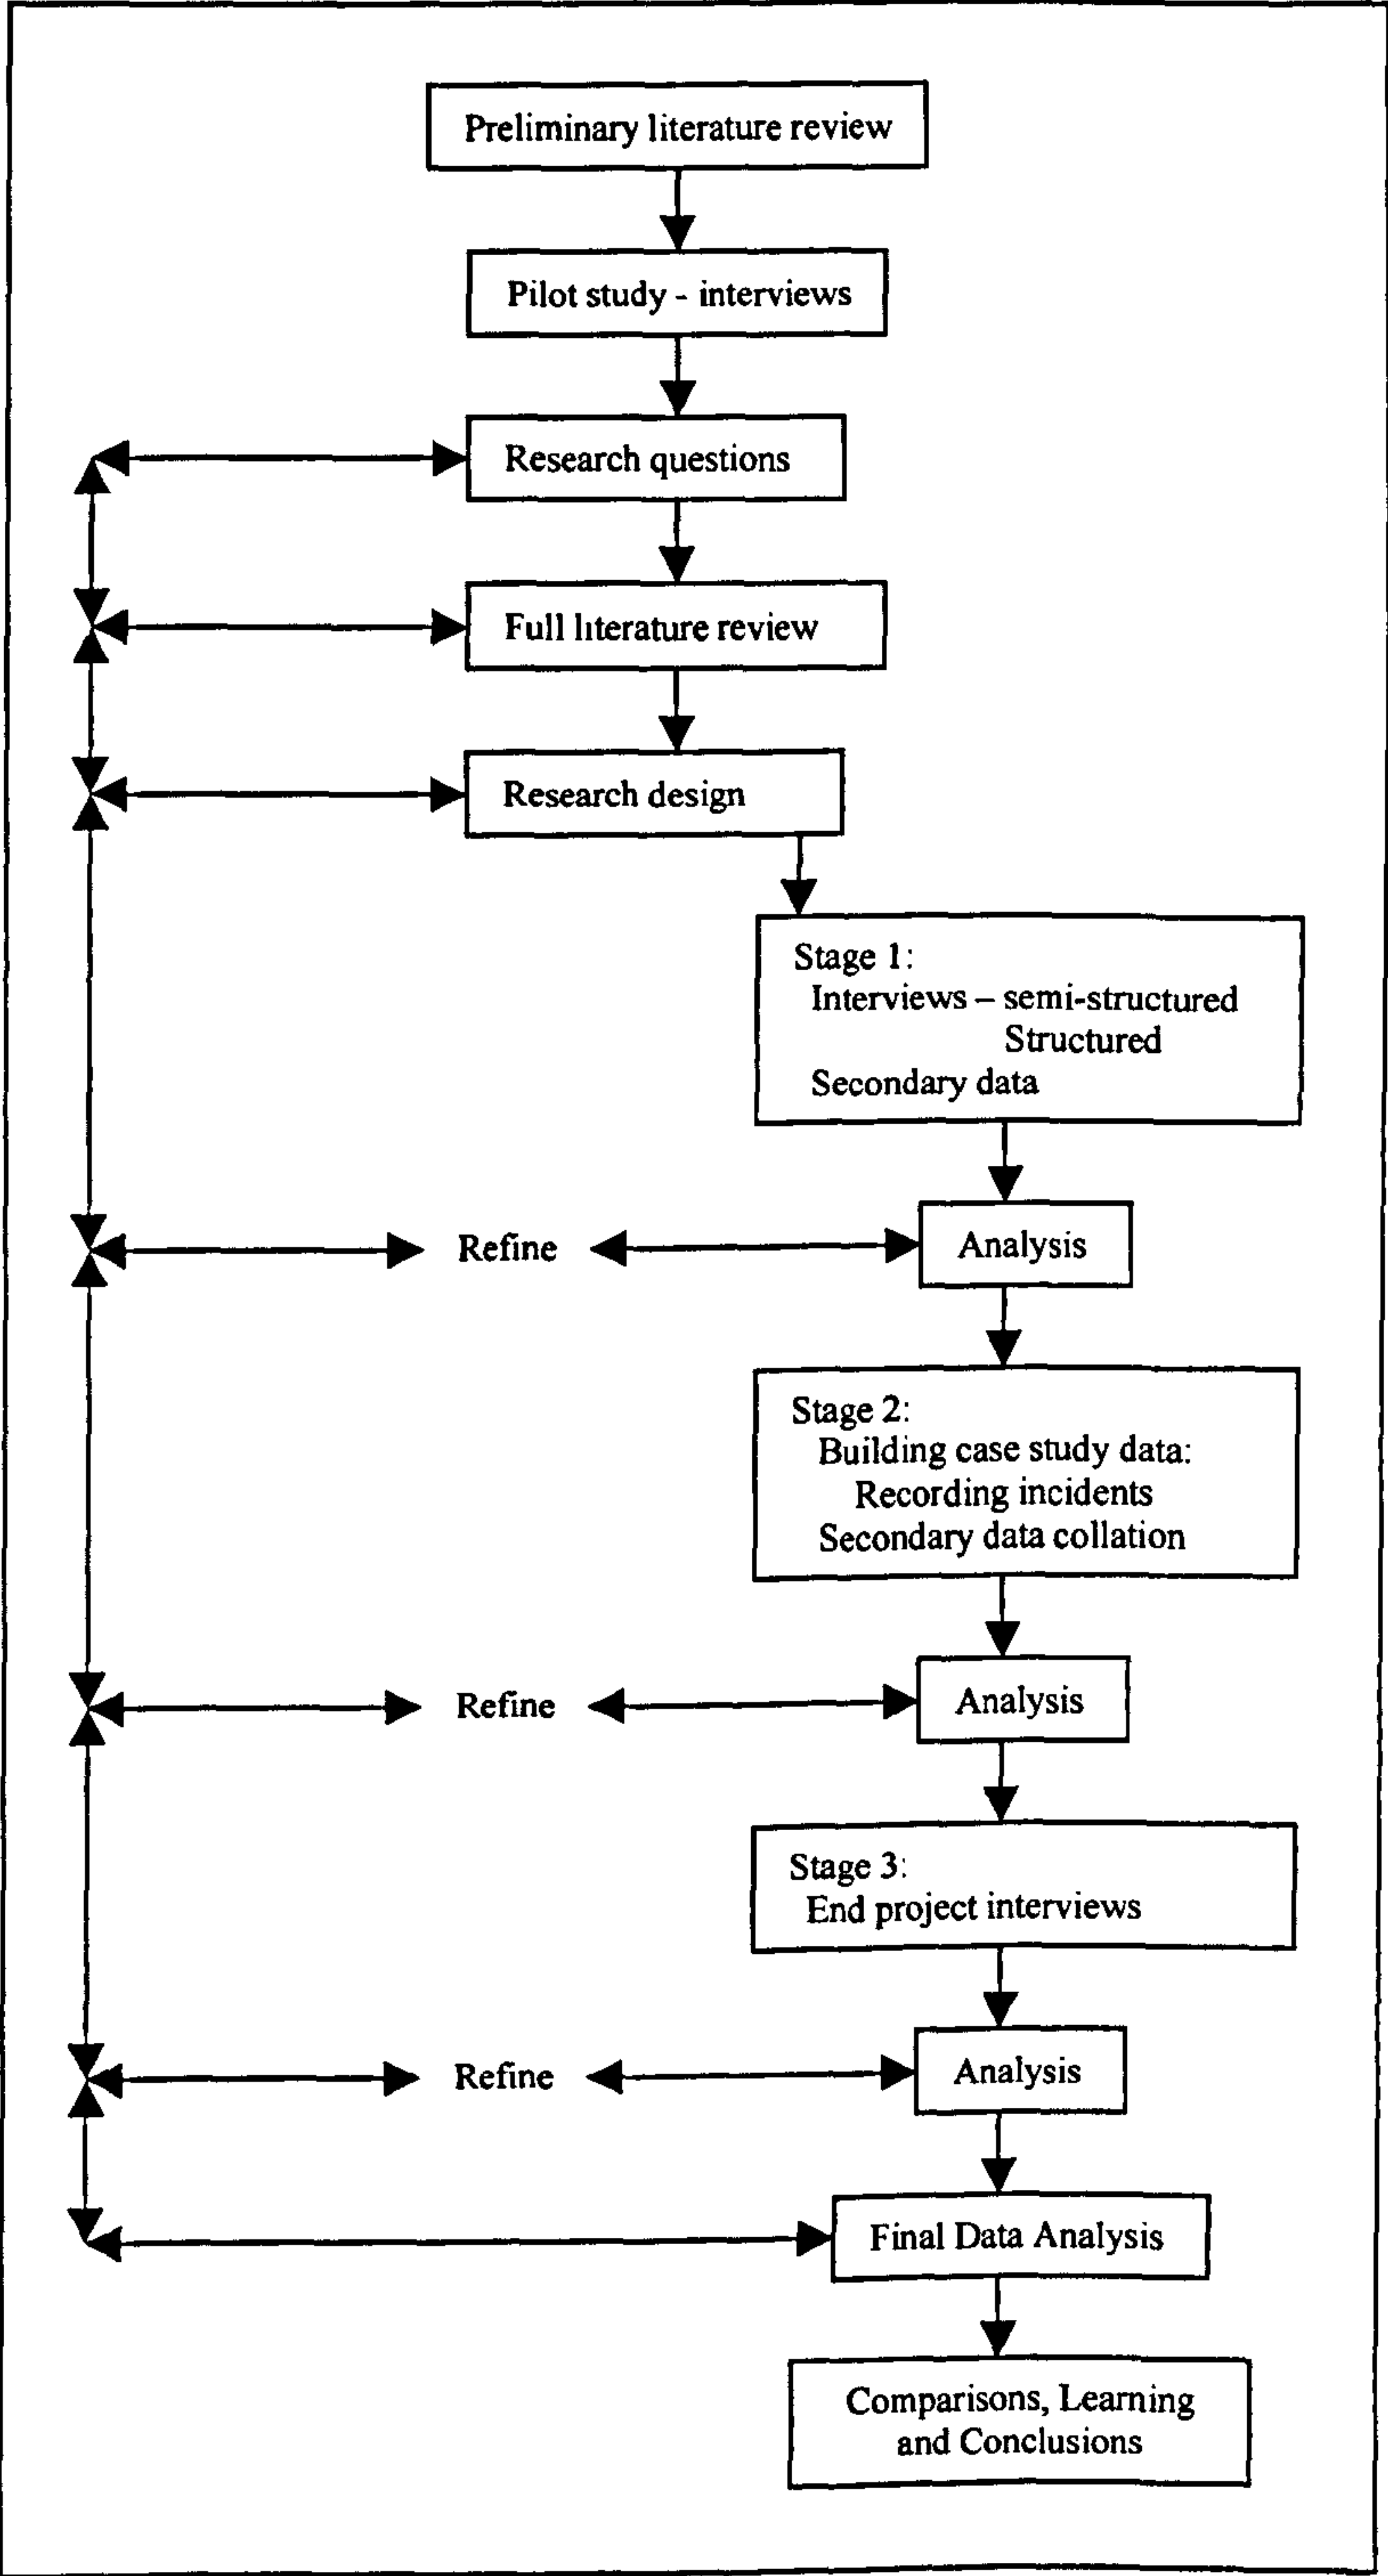 Preliminary literature review
Pilot study - interviews
Research questions
Full literature review
Research design
Stage 1:
Interviews – semi-structured
Structured
Secondary data
Refine
Analysis
Stage 2:
Building case study data:
Recording incidents
Secondary data collation
Refine
Analysis
Stage 3:
End project interviews
Refine
Analysis
Final Data Analysis
Comparisons, Learning
and Conclusions